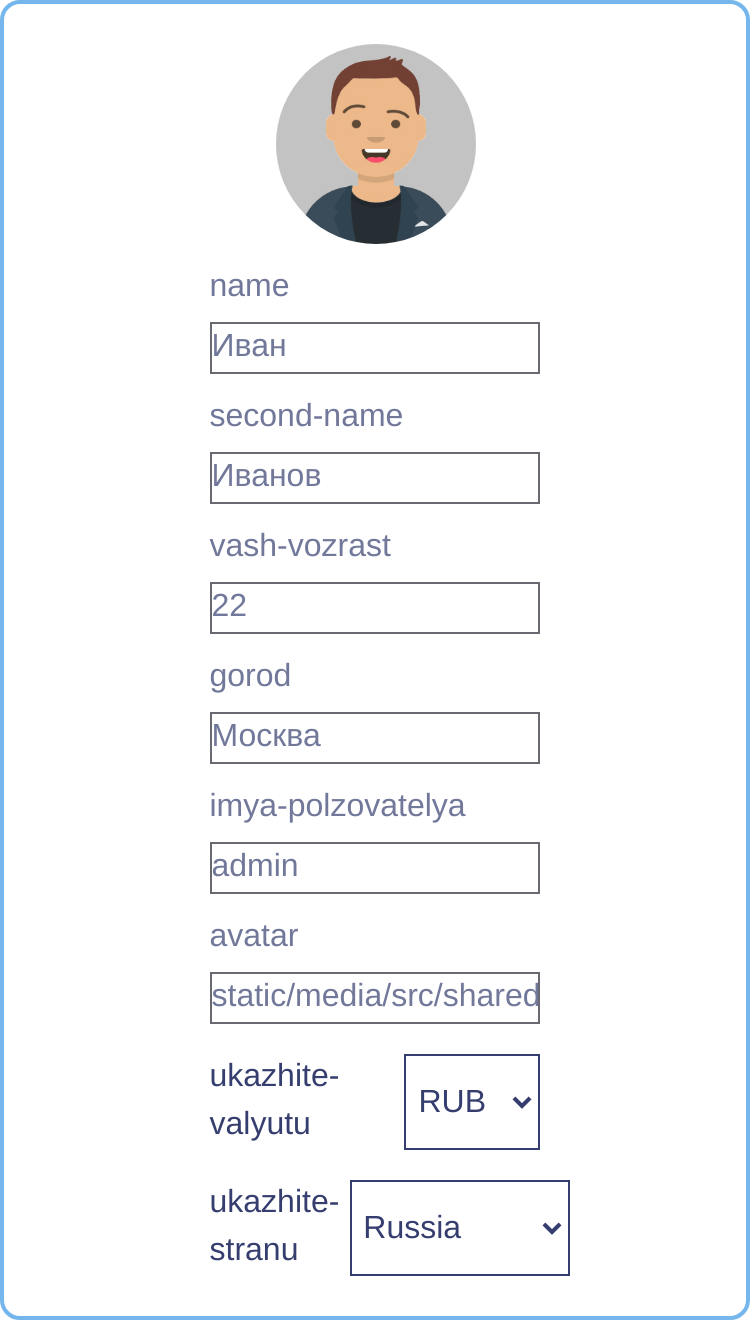 name
Иван
second-name
Иванов
vash-vozrast
22
gorod
Москва
imya-polzovatelya
admin
avatar
static/media/src/shared
ukazhite-
valyutu
RUB
ukazhite-
stranu
Russia